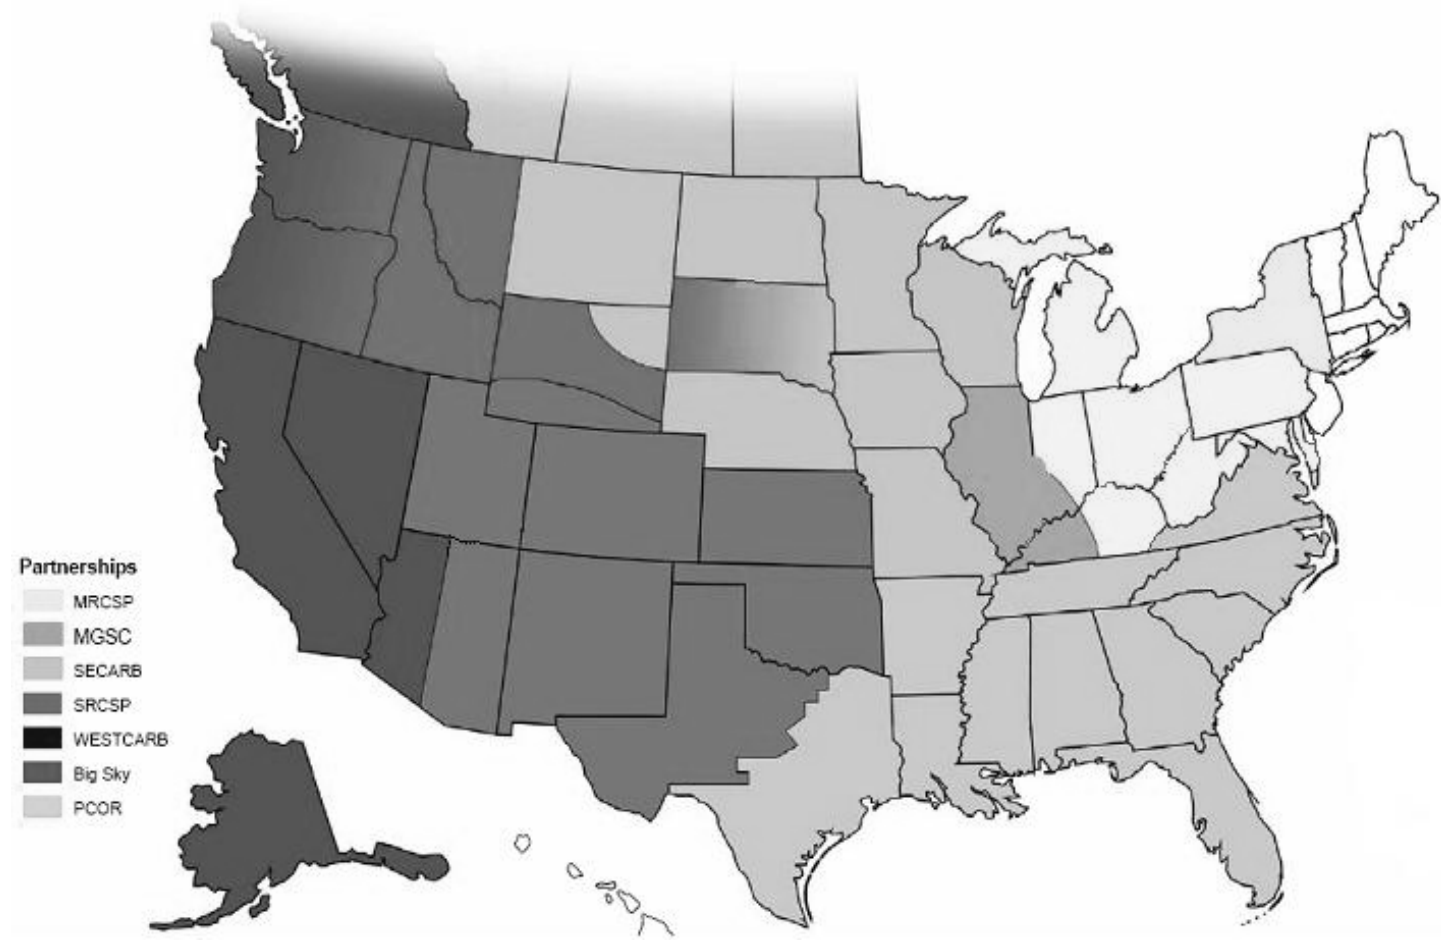 Partnerships
MRCSP
MGSC
SECARB
SRCSP
WESTCARB
Big Sky
PCOR